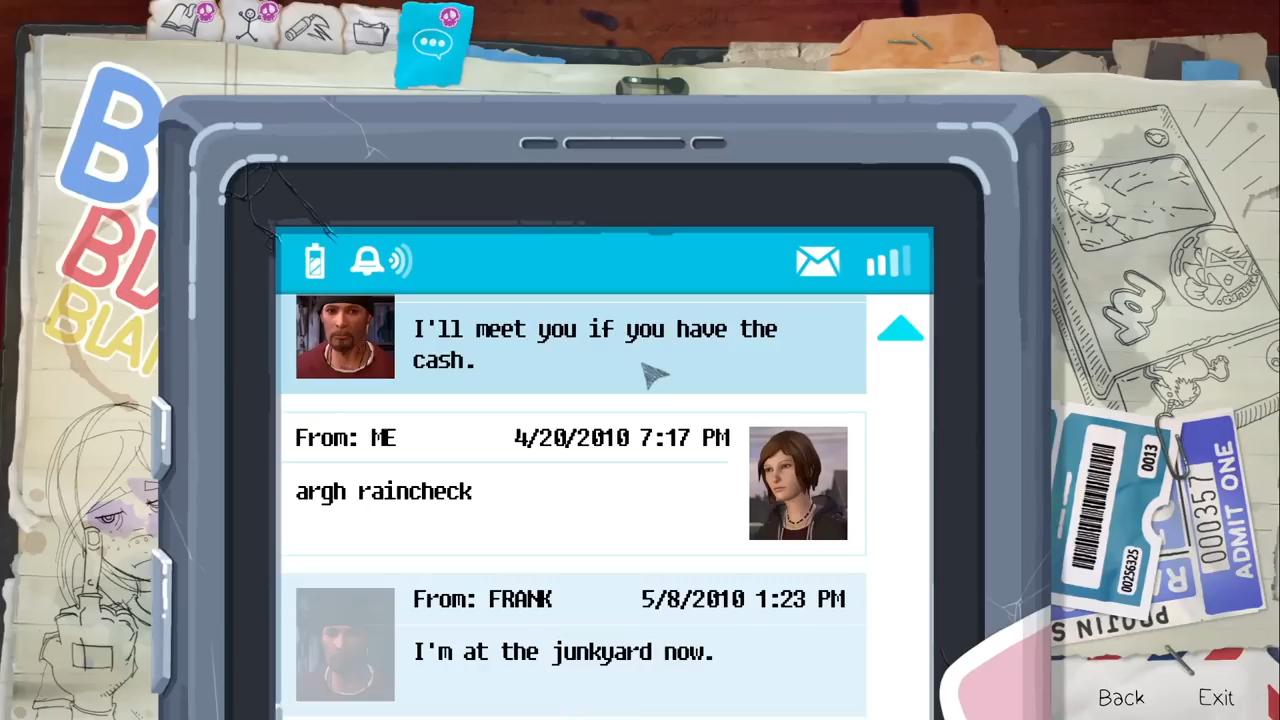 I'll meet you if you have the
cash.
From: ME 4/20/2010 7:17 PM
argh raincheck
From: FRANK 5/8/2010 1:23 PM
I'm at the junkyard now.
0013
00256325
000357
ADMIT ONE
Back
Exit